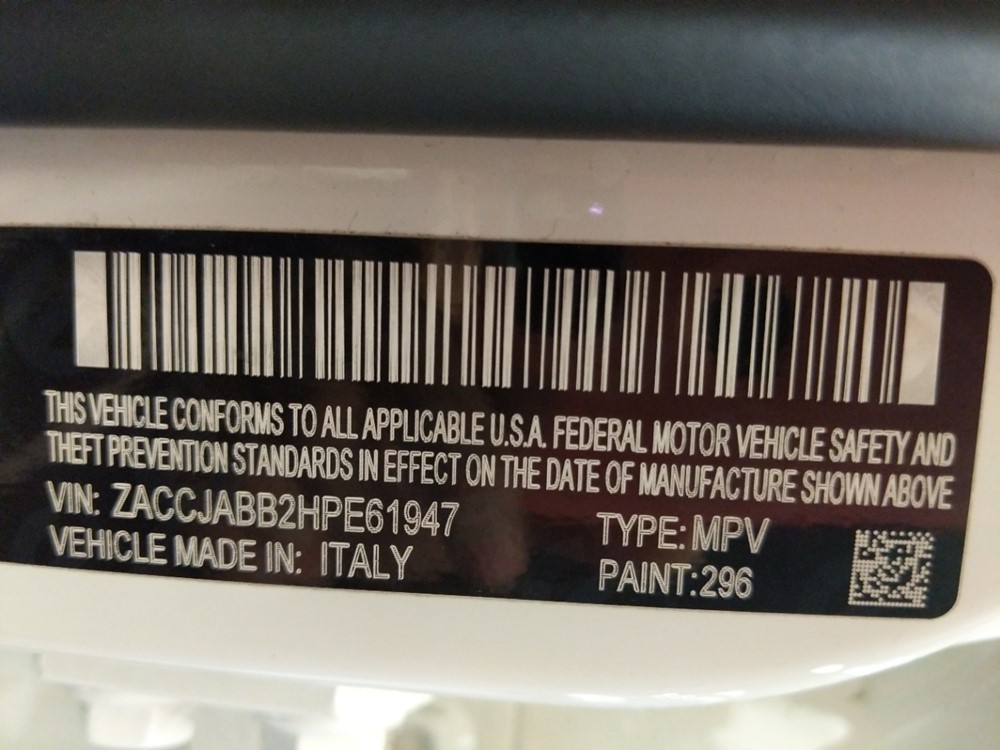 THIS VEHICLE CONFORMS TO ALL APPLICABLE U.S.A. FEDERAL MOTOR VEHICLE SAFETY AND
THEFT PREVENTION STANDARDS IN EFFECT ON THE DATE OF MANUFACTURE SHOWN ABOVE
VIN: ZACCJABB2HPE61947
TYPE: MPV
VEHICLE MADE IN: ITALY
PAINT: 296